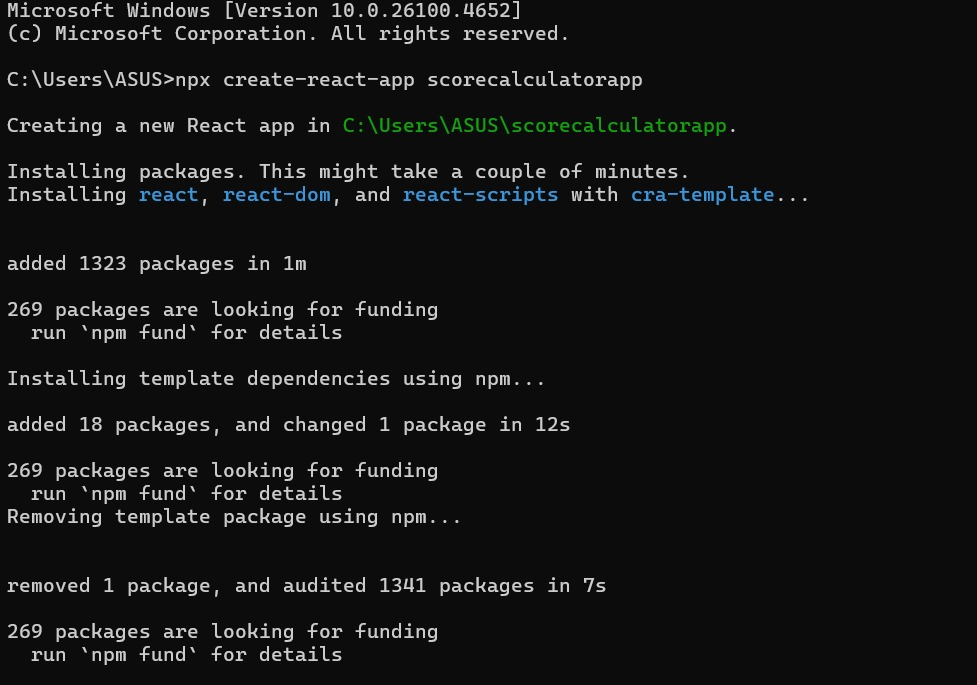 Microsoft Windows [Version 10.0.26100.4652]
(c) Microsoft Corporation. All rights reserved.
C:\Users\ASUS>npx create-react-app scorecalculatorapp
Creating a new React app in C:\Users\ASUS\scorecalculatorapp.
Installing packages. This might take a couple of minutes.
Installing react, react-dom, and react-scripts with cra-template...
added 1323 packages in 1m
269 packages are looking for funding
  run `npm fund` for details
Installing template dependencies using npm...
added 18 packages, and changed 1 package in 12s
269 packages are looking for funding
  run `npm fund` for details
Removing template package using npm...
removed 1 package, and audited 1341 packages in 7s
269 packages are looking for funding
  run `npm fund` for details